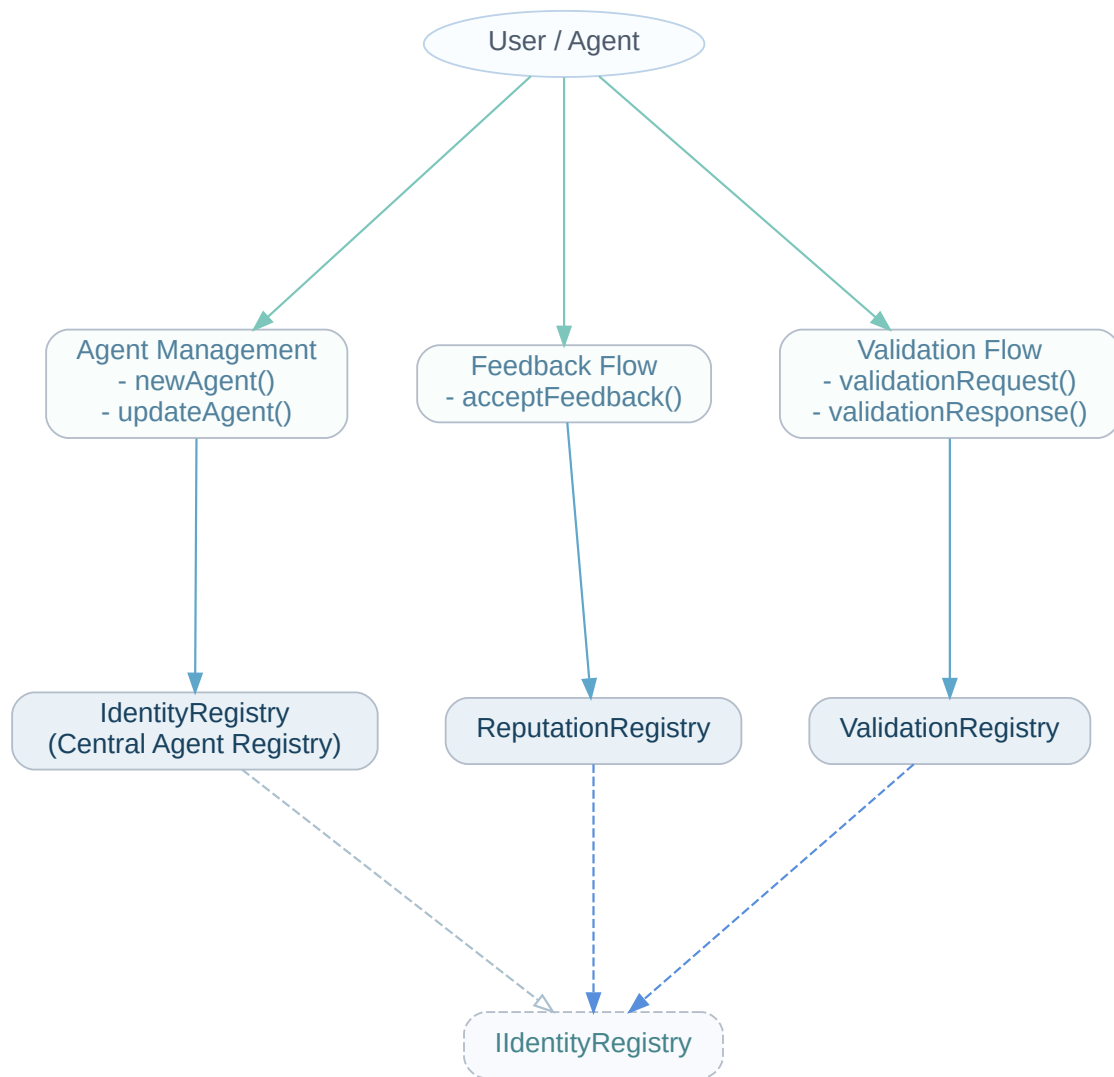 User / Agent
Agent Management
- newAgent()
- updateAgent()
Feedback Flow
- acceptFeedback()
Validation Flow
- validationRequest()
- validationResponse()
IdentityRegistry
(Central Agent Registry)
ReputationRegistry
ValidationRegistry
IIdentityRegistry